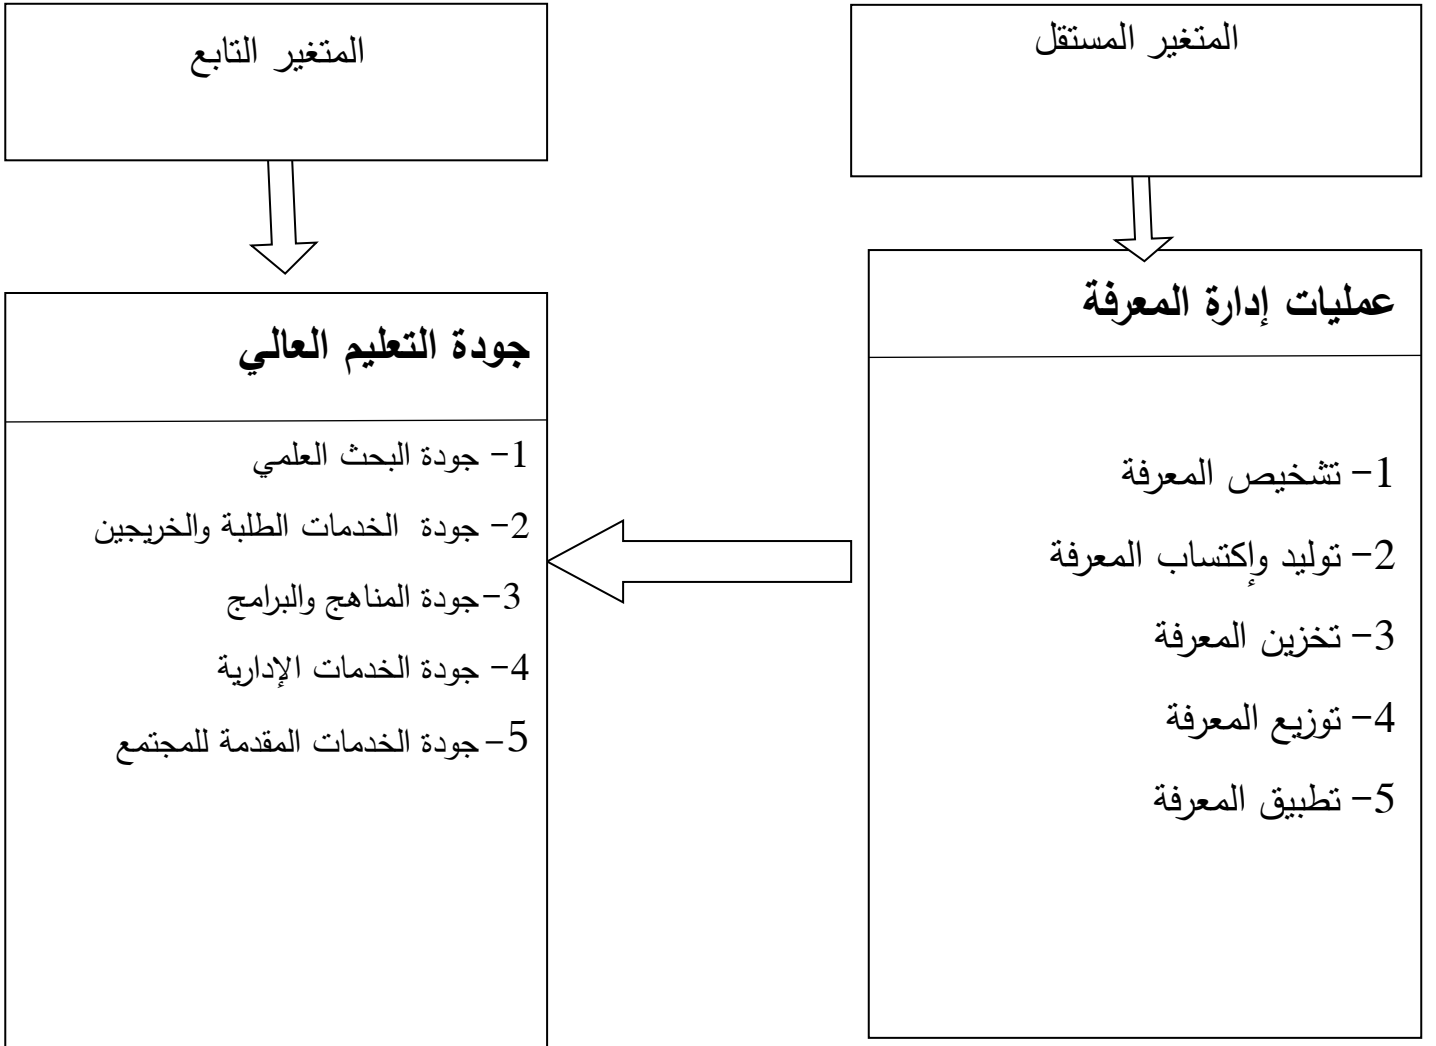 المتغير المستقل
عمليات إدارة المعرفة
1- تشخيص المعرفة
2- توليد وإكتساب المعرفة
3- تخزين المعرفة
4- توزيع المعرفة
5- تطبيق المعرفة
المتغير التابع
جودة التعليم العالي
1- جودة البحث العلمي
2- جودة الخدمات الطلبة والخريجين
3-جودة المناهج والبرامج
4- جودة الخدمات الإدارية
5-جودة الخدمات المقدمة للمجتمع